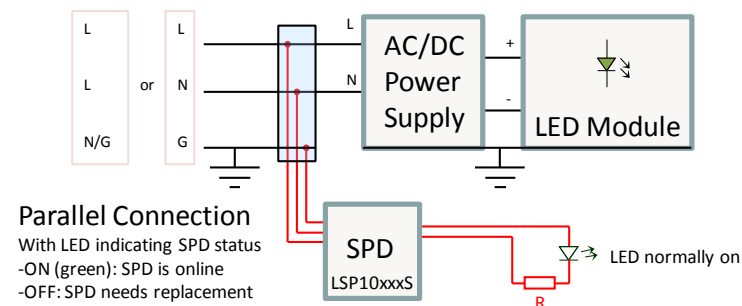 L
L
N/G
or
L
N
G
L
N
AC/DC
Power
Supply
+
-
LED Module
Parallel Connection
With LED indicating SPD status
-ON (green): SPD is online
-OFF: SPD needs replacement
SPD
LSP10xxxS
LED normally on
R